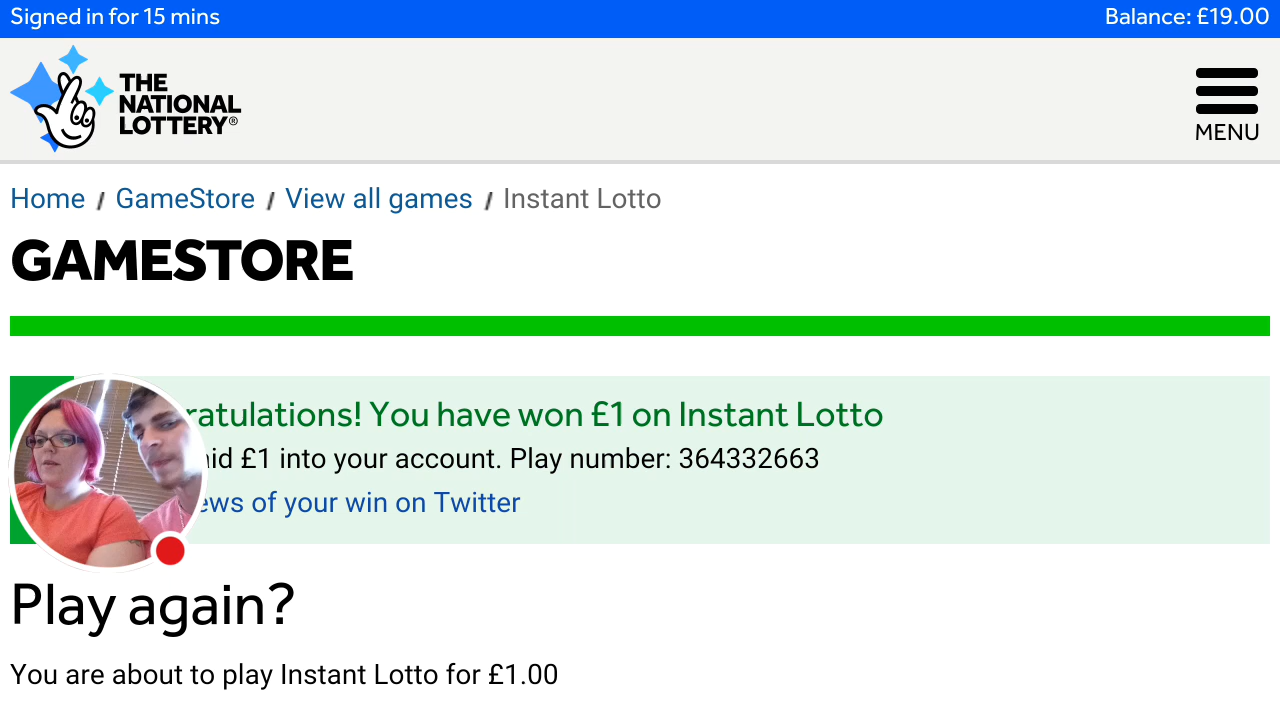 Signed in for 15 mins
Balance: £19.00
THE
NATIONAL
LOTTERY®
MENU
Home / GameStore / View all games / Instant Lotto
GAMESTORE
ratulations! You have won £1 on Instant Lotto
aid £1 into your account. Play number: 364332663
ews of your win on Twitter
Play again?
You are about to play Instant Lotto for £1.00